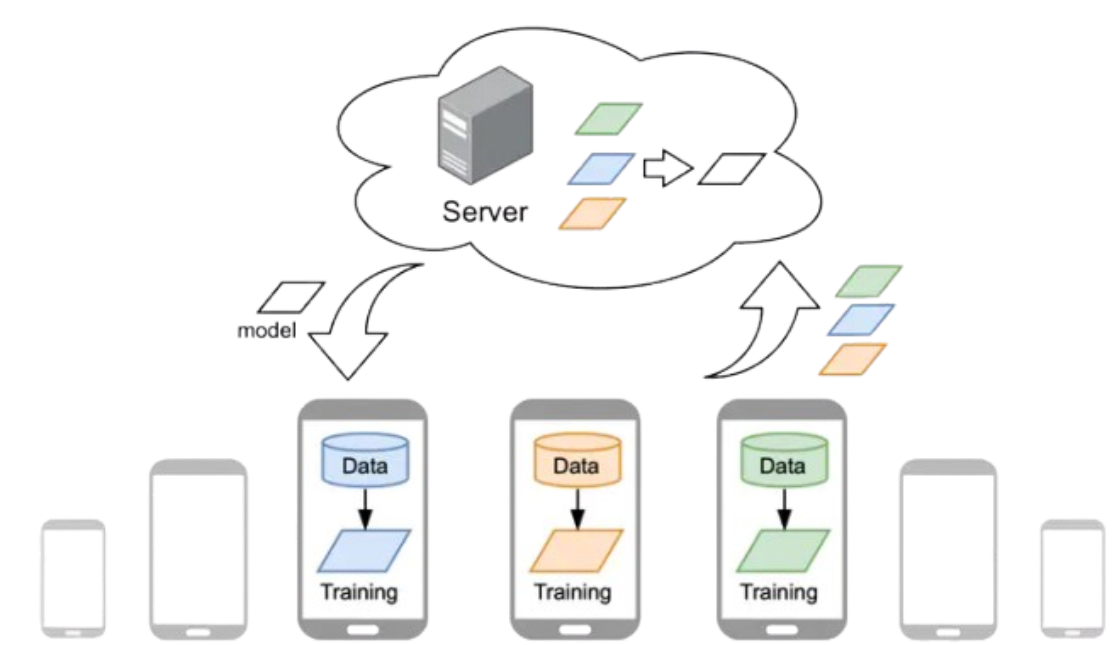 Server
model
Data
Data
Data
Training
Training
Training